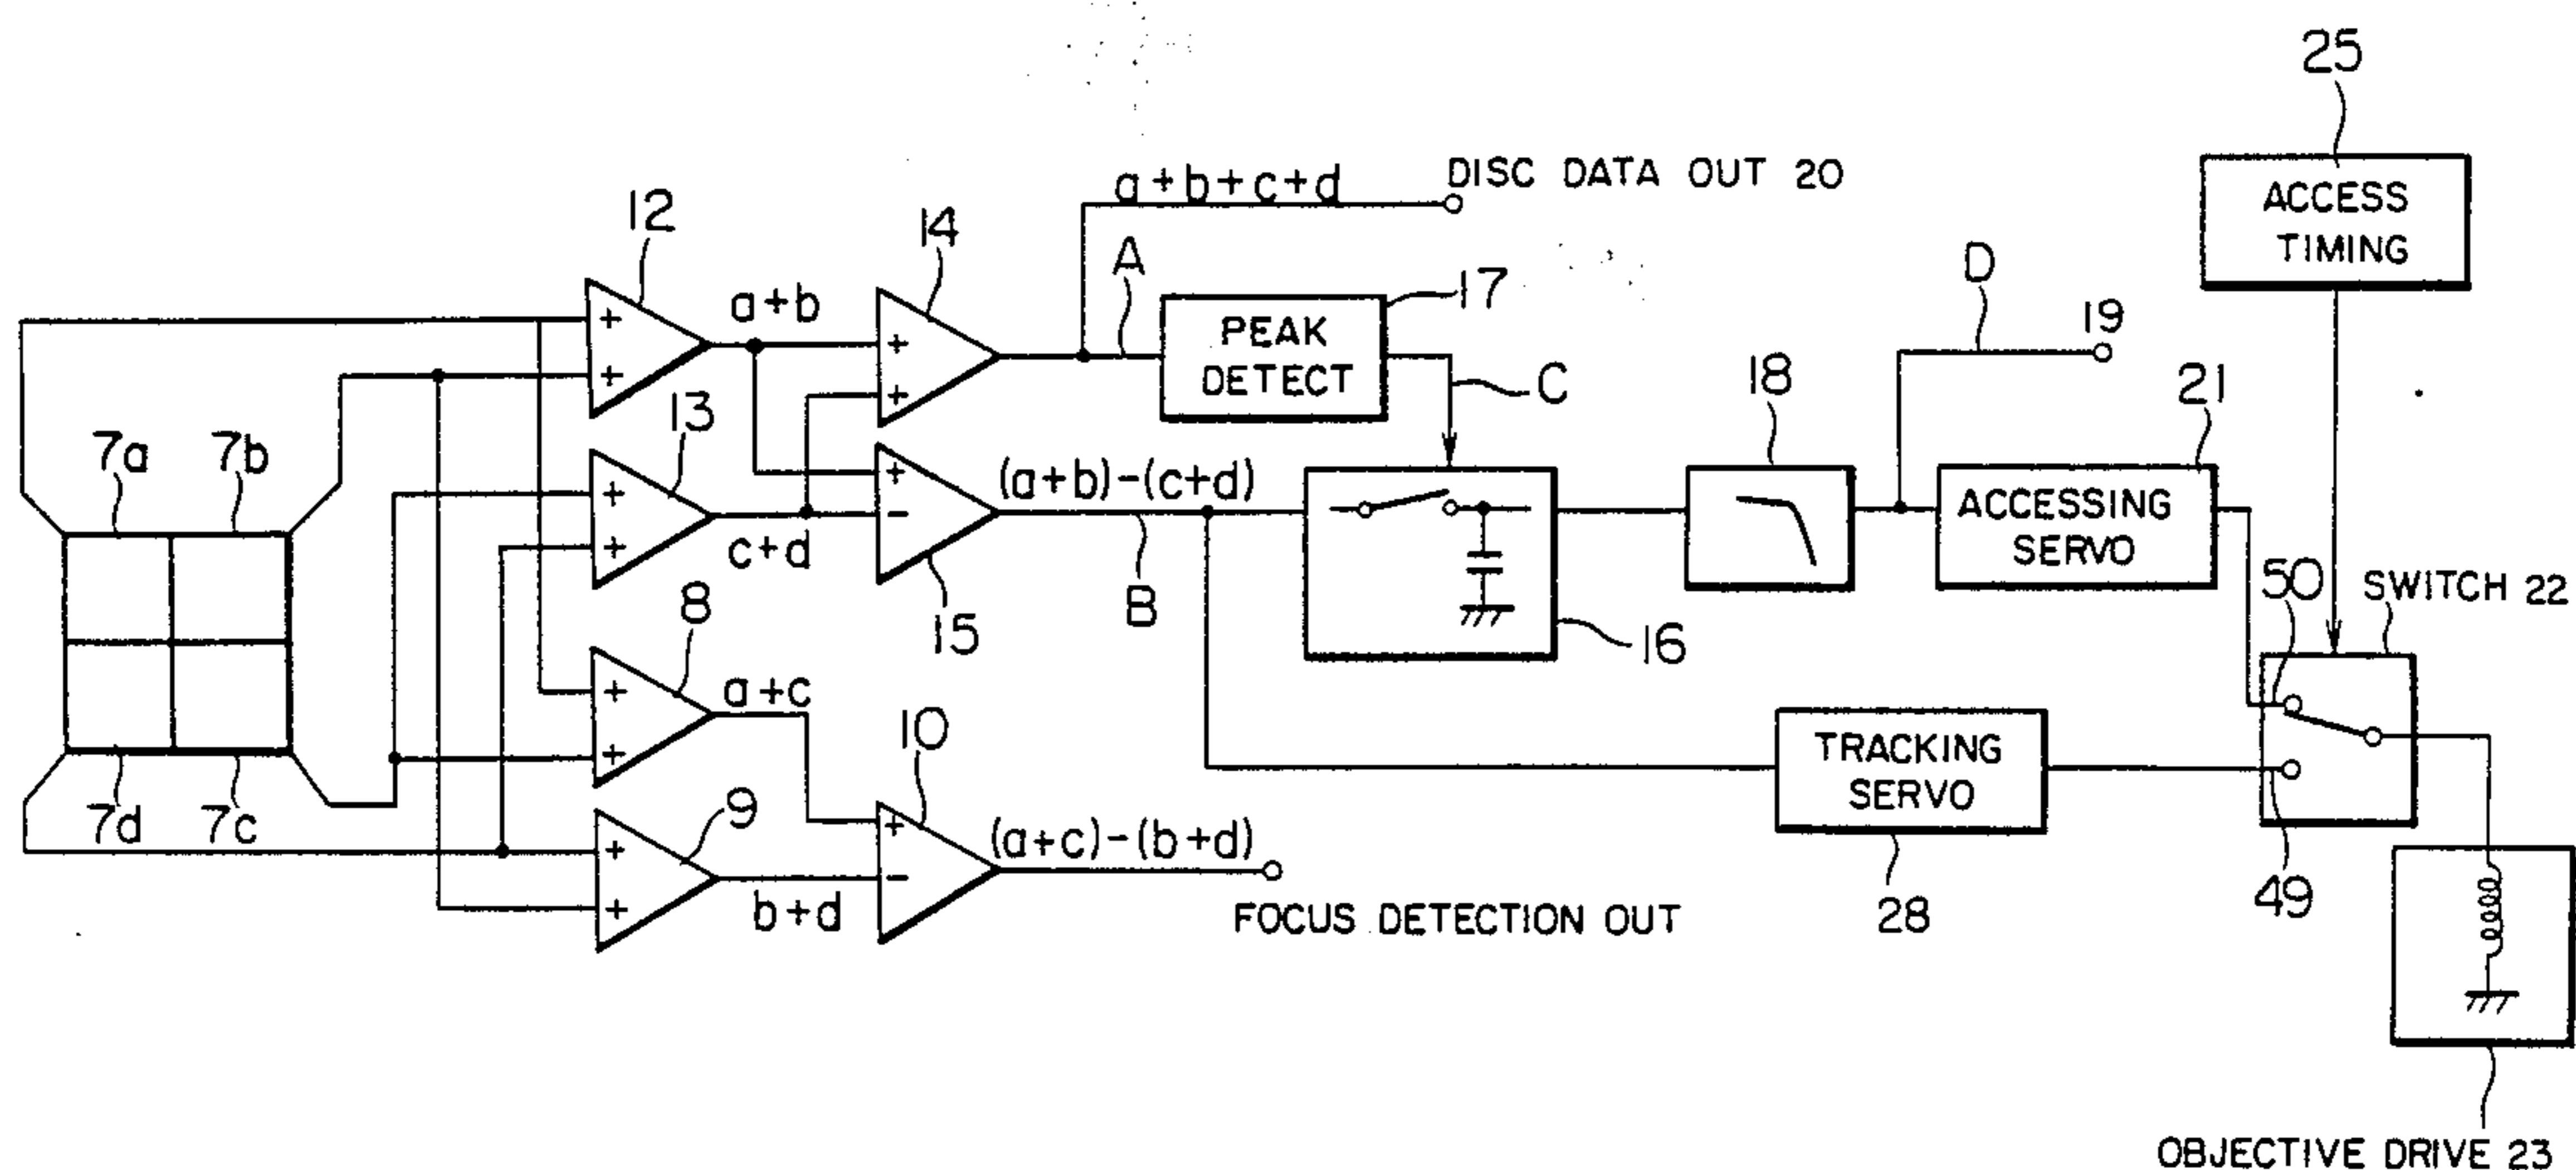 25
ACCESS
TIMING
DISC DATA OUT 20
a+b+c+d
12
14
A
17
PEAK
DETECT
C
D
19
a+b
+
+
+
+
13
7a
7b
+
+
c+d
+
−
15
(a+b)-(c+d)
B
16
18
21
ACCESSING
SERVO
50
SWITCH 22
8
a+c
+
+
10
7d
7c
9
+
+
b+d
+
−
(a+c)-(b+d)
FOCUS DETECTION OUT
TRACKING
SERVO
28
49
OBJECTIVE DRIVE 23